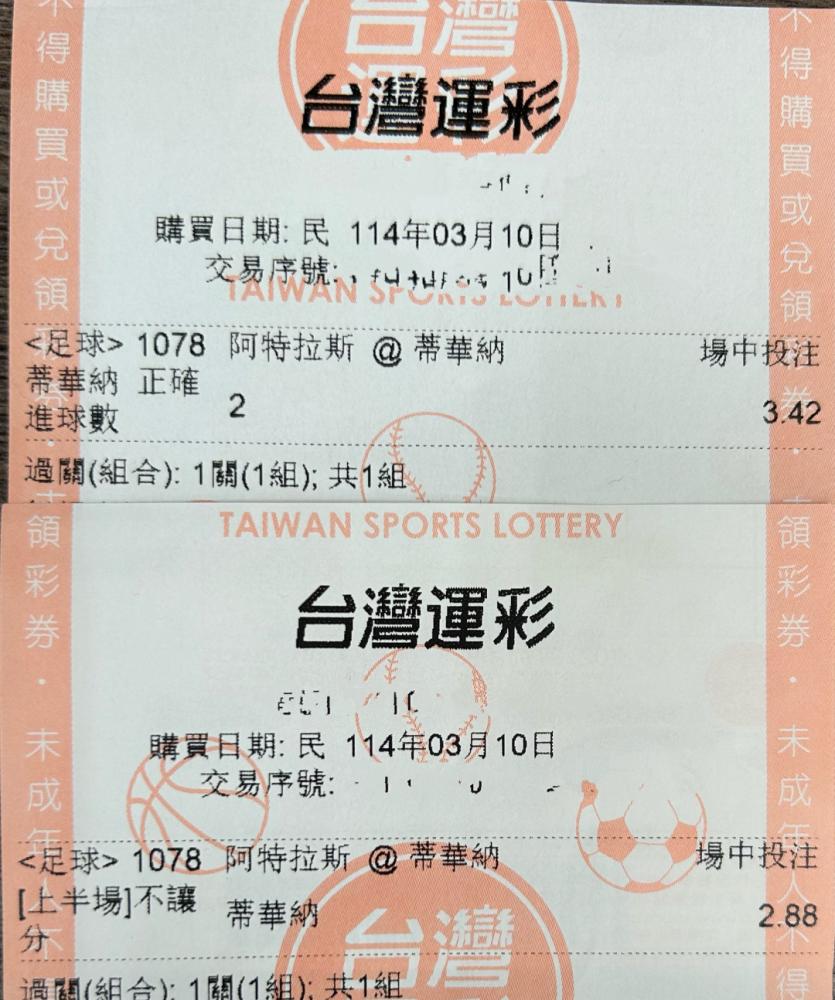 台灣
運彩
台灣運彩
不得購買或兌領
不得購買或兌領
購買日期: 民 114年03月10日
交易序號:
TAIWAN SPORTS LOTTERY
<足球> 1078 阿特拉斯 @ 蒂華納 場中投注
蒂華納 正確
進球數 2 3.42
過關(組合): 1關(1組); 共1組
TAIWAN SPORTS LOTTERY
領彩券・未成年人不
領彩券・未成年人不得
台灣運彩
購買日期: 民 114年03月10日
交易序號:
<足球> 1078 阿特拉斯 @ 蒂華納 場中投注
[上半場]不讓
分 蒂華納 2.88
台灣
過關(組合): 1關(1組); 共1組